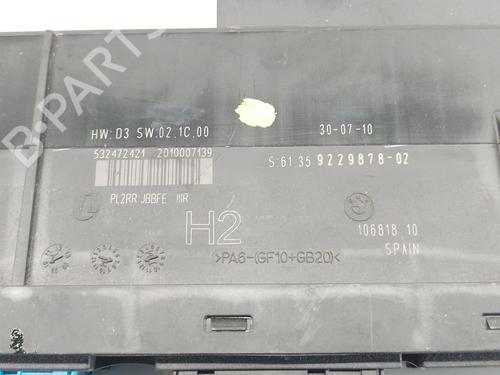 B-PARTS
HW: D3 SW:02.1C.00
30-07-10
532472421 2010007139
S:61.35 9229878-02
PL2RR JBBFE IIIR
H2
106818 10
SPAIN
>PA6-(GF10+GB20)<